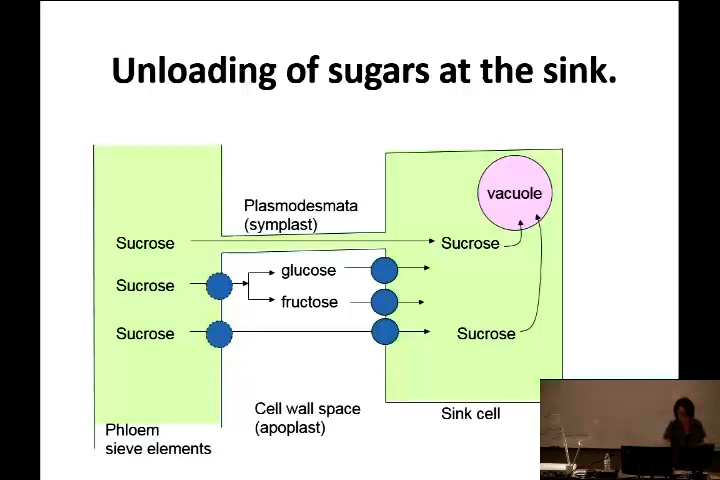 Unloading of sugars at the sink.
vacuole
Plasmodesmata
(symplast)
Sucrose
Sucrose
Sucrose
glucose
fructose
Sucrose
Sucrose
Cell wall space
(apoplast)
Sink cell
Phloem
sieve elements